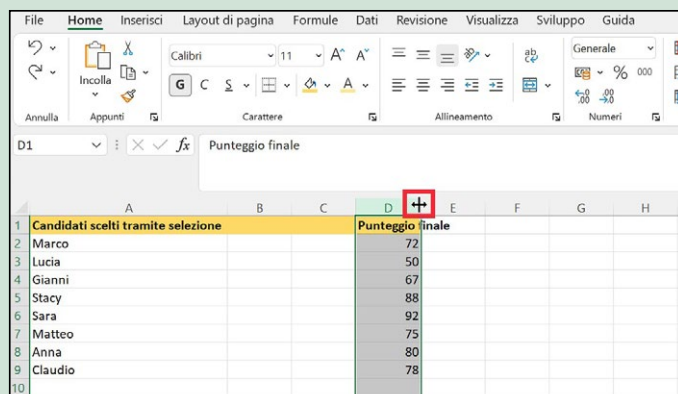 File Home Inserisci Layout di pagina Formule Dati Revisione Visualizza Sviluppo Guida
Calibri 11 ab Generale
Incolla G C S A % 000
Annulla Appunti Carattere Allineamento Numeri
D1 fx Punteggio finale
A B C D E F G H
1 Candidati scelti tramite selezione Punteggio finale
2 Marco 72
3 Lucia 50
4 Gianni 67
5 Stacy 88
6 Sara 92
7 Matteo 75
8 Anna 80
9 Claudio 78
10